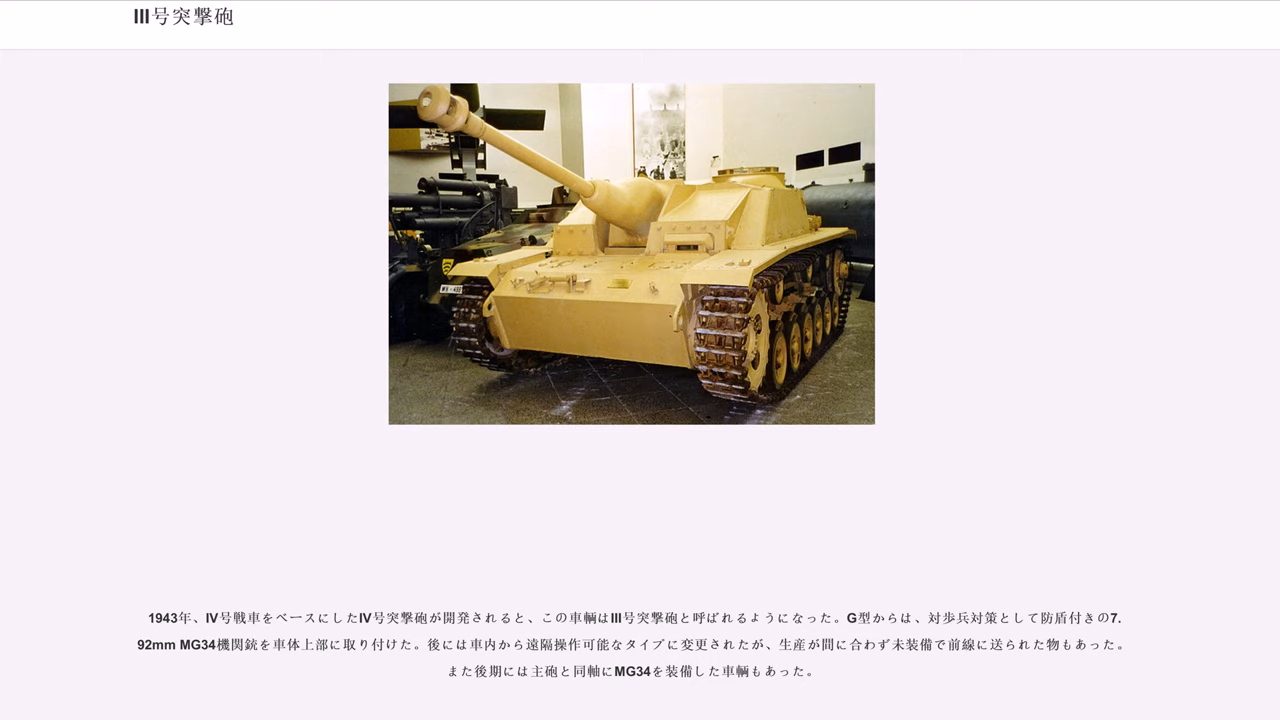 III号突撃砲
1943年、IV号戦車をベースにしたIV号突撃砲が開発されると、この車輌はIII号突撃砲と呼ばれるようになった。G型からは、対歩兵対策として防盾付きの7.
92mm MG34機関銃を車体上部に取り付けた。後には車内から遠隔操作可能なタイプに変更されたが、生産が間に合わず未装備で前線に送られた物もあった。
また後期には主砲と同軸にMG34を装備した車輌もあった。